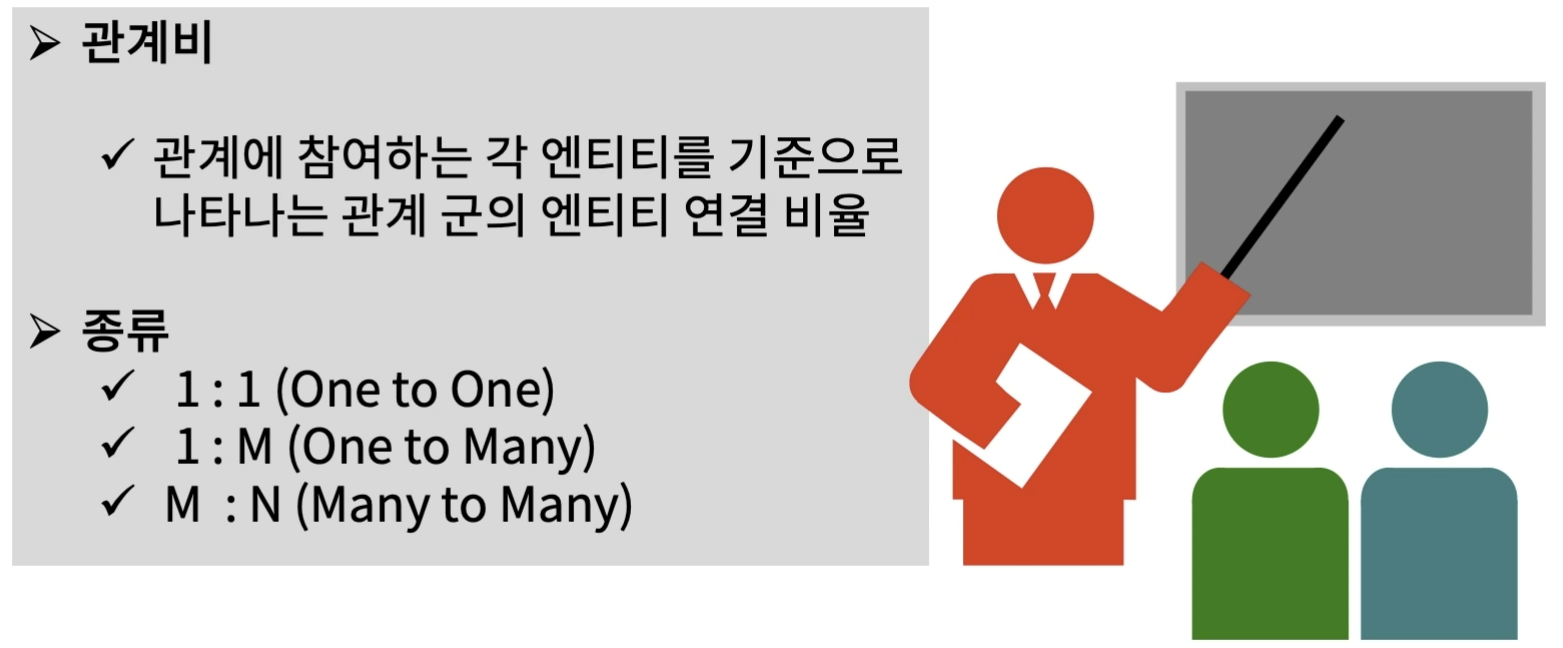 ➢ 관계비
✓ 관계에 참여하는 각 엔티티를 기준으로
나타나는 관계 군의 엔티티 연결 비율
➢ 종류
✓ 1 : 1 (One to One)
✓ 1 : M (One to Many)
✓ M : N (Many to Many)